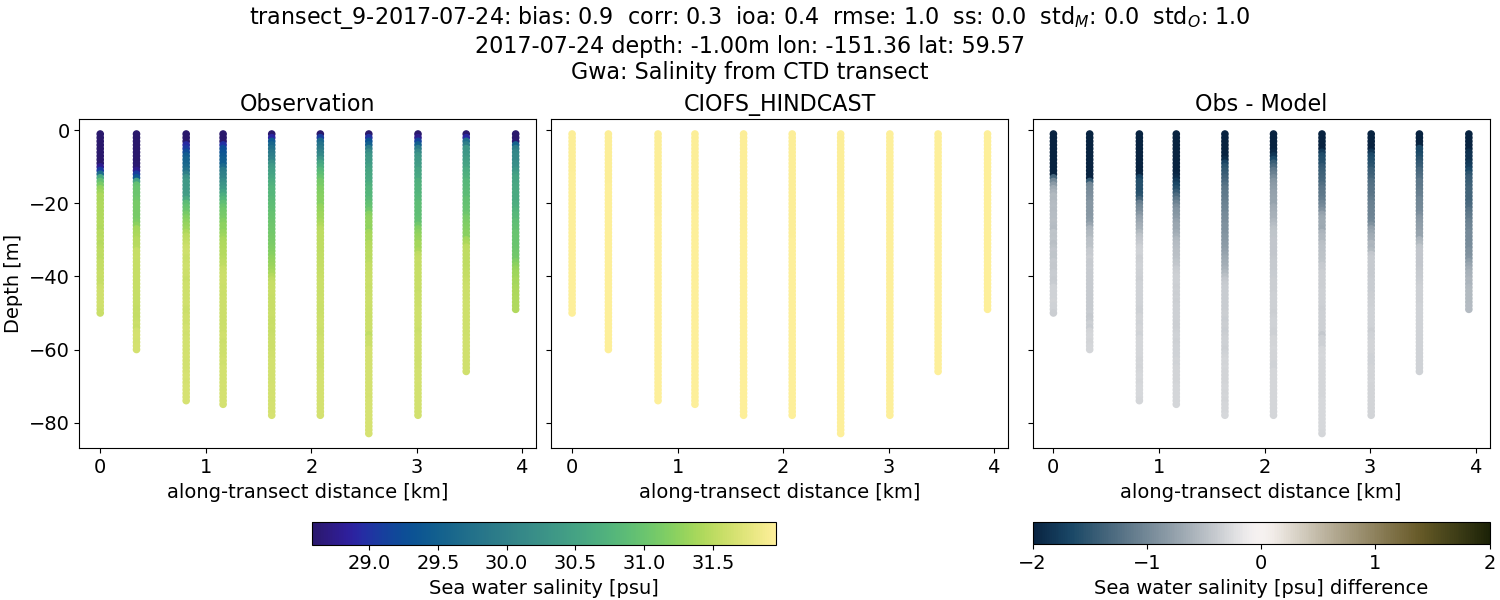 transect_9-2017-07-24: bias: 0.9  corr: 0.3  ioa: 0.4  rmse: 1.0  ss: 0.0  std_M: 0.0  std_O: 1.0
2017-07-24 depth: -1.00m lon: -151.36 lat: 59.57
Gwa: Salinity from CTD transect
Observation
CIOFS_HINDCAST
Obs - Model
Depth [m]
0
−20
−40
−60
−80
0 1 2 3 4
along-transect distance [km]
0 1 2 3 4
along-transect distance [km]
0 1 2 3 4
along-transect distance [km]
29.0 29.5 30.0 30.5 31.0 31.5
Sea water salinity [psu]
−2 −1 0 1 2
Sea water salinity [psu] difference